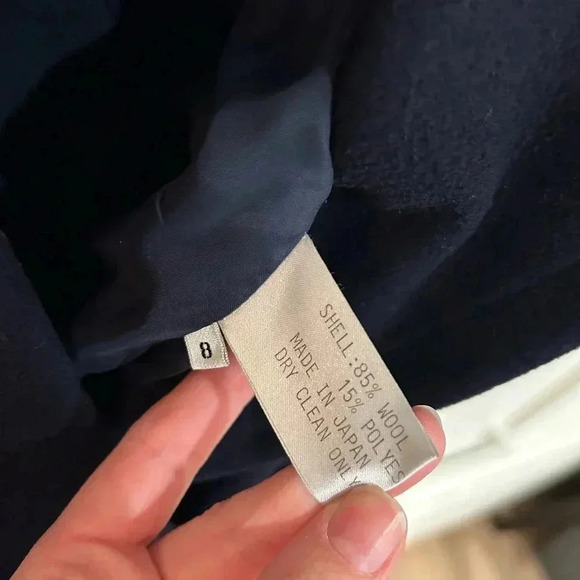 8
SHELL:85% WOOL
15% POLYES
MADE IN JAPAN
DRY CLEAN ONLY